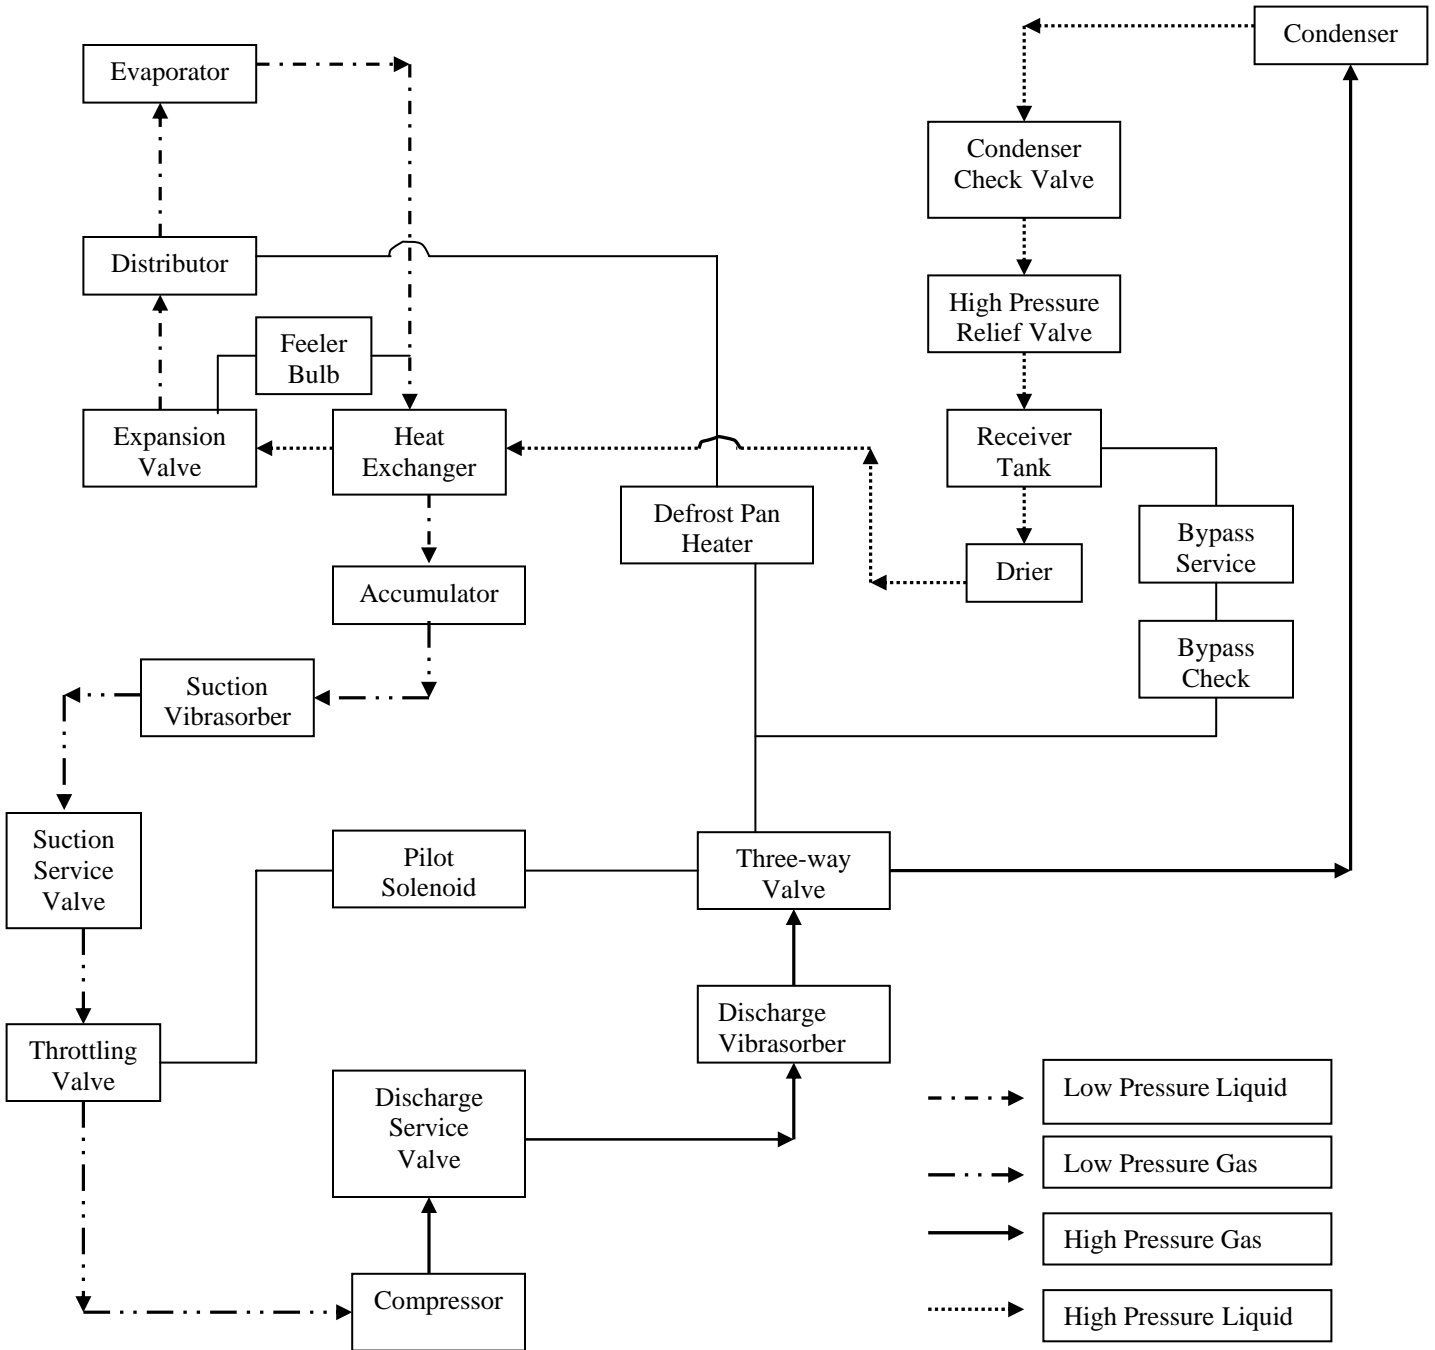 Condenser
Evaporator
Condenser
Check Valve
Distributor
High Pressure
Relief Valve
Feeler
Bulb
Expansion
Valve
Heat
Exchanger
Receiver
Tank
Defrost Pan
Heater
Bypass
Service
Drier
Accumulator
Bypass
Check
Suction
Vibrasorber
Suction
Service
Valve
Pilot
Solenoid
Three-way
Valve
Discharge
Vibrasorber
Throttling
Valve
Discharge
Service
Valve
Compressor
Low Pressure Liquid
Low Pressure Gas
High Pressure Gas
High Pressure Liquid